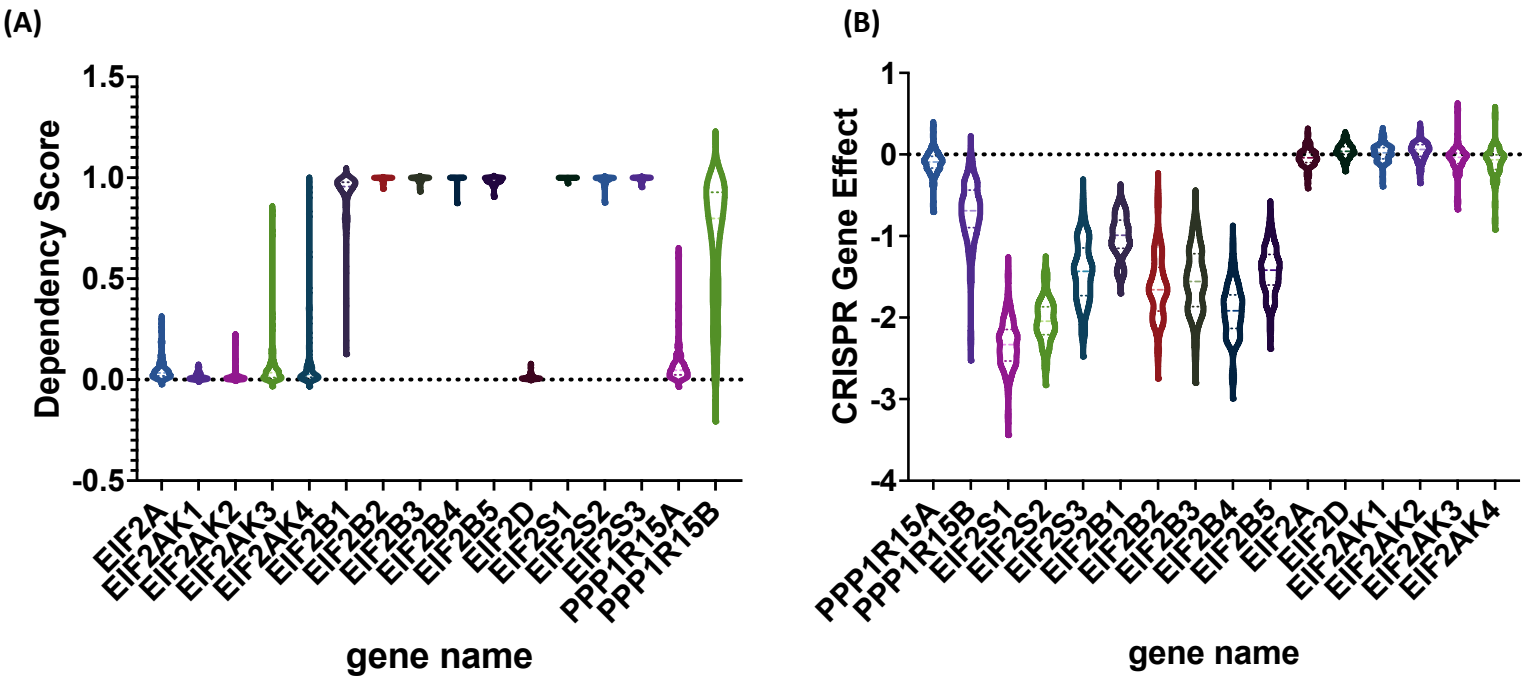 (A)
Dependency Score
1.5
1.0
0.5
0.0
-0.5
EIF2A
EIF2AK1
EIF2AK2
EIF2AK3
EIF2AK4
EIF2B1
EIF2B2
EIF2B3
EIF2B4
EIF2B5
EIF2D
EIF2S1
EIF2S2
EIF2S3
PPP1R15A
PPP1R15B
gene name
(B)
CRISPR Gene Effect
1
0
-1
-2
-3
-4
PPP1R15A
PPP1R15B
EIF2S1
EIF2S2
EIF2S3
EIF2B1
EIF2B2
EIF2B3
EIF2B4
EIF2B5
EIF2A
EIF2D
EIF2AK1
EIF2AK2
EIF2AK3
EIF2AK4
gene name